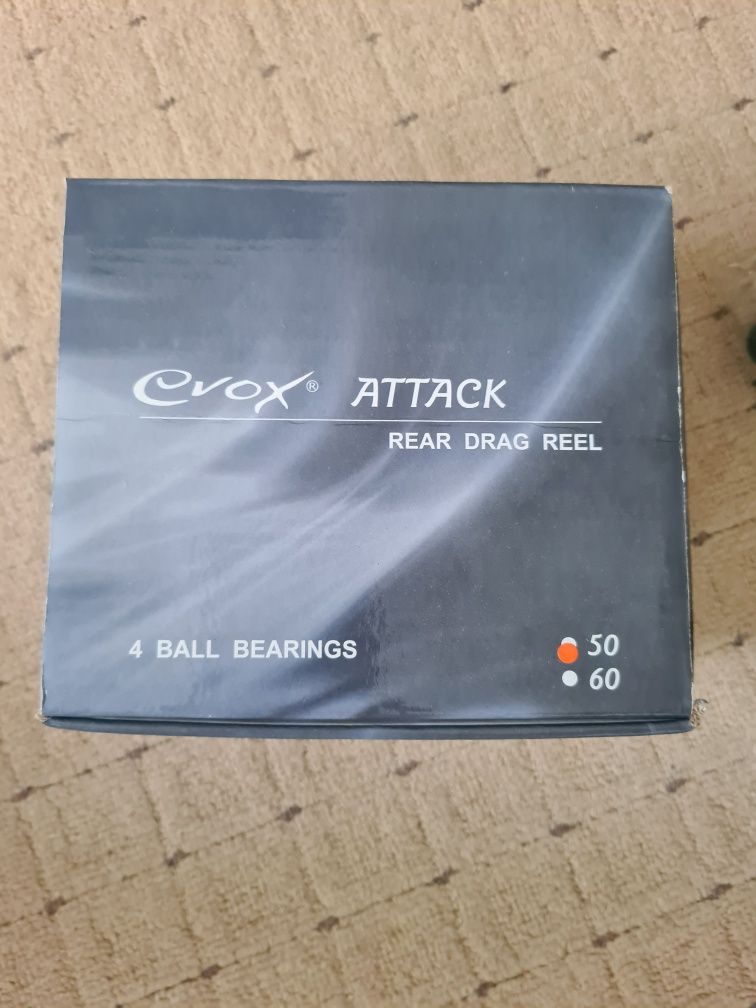 evox® ATTACK
REAR DRAG REEL
4 BALL BEARINGS
50
60